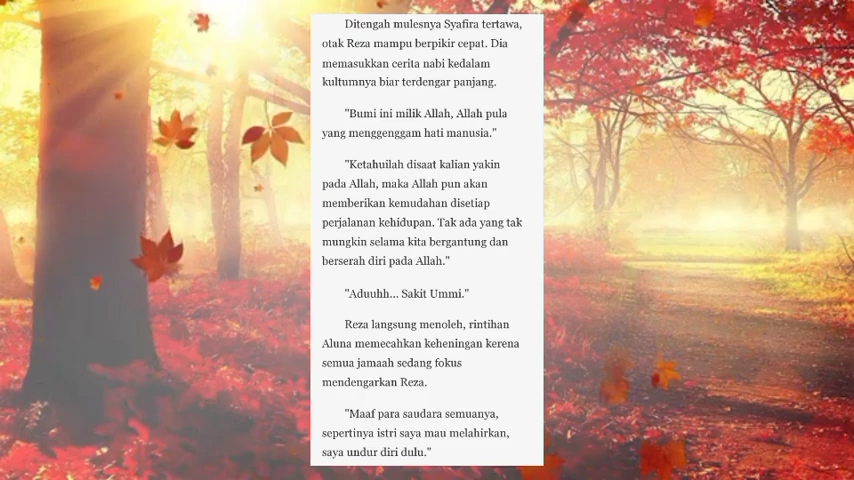 Ditengah mulesnya Syafira tertawa,
otak Reza mampu berpikir cepat. Dia
memasukkan cerita nabi kedalam
kultumnya biar terdengar panjang.
"Bumi ini milik Allah, Allah pula
yang menggenggam hati manusia."
"Ketahuilah disaat kalian yakin
pada Allah, maka Allah pun akan
memberikan kemudahan disetiap
perjalanan kehidupan. Tak ada yang tak
mungkin selama kita bergantung dan
berserah diri pada Allah."
"Aduuhh... Sakit Ummi."
Reza langsung menoleh, rintihan
Aluna memecahkan keheningan kerena
semua jamaah sedang fokus
mendengarkan Reza.
"Maaf para saudara semuanya,
sepertinya istri saya mau melahirkan,
saya undur diri dulu."